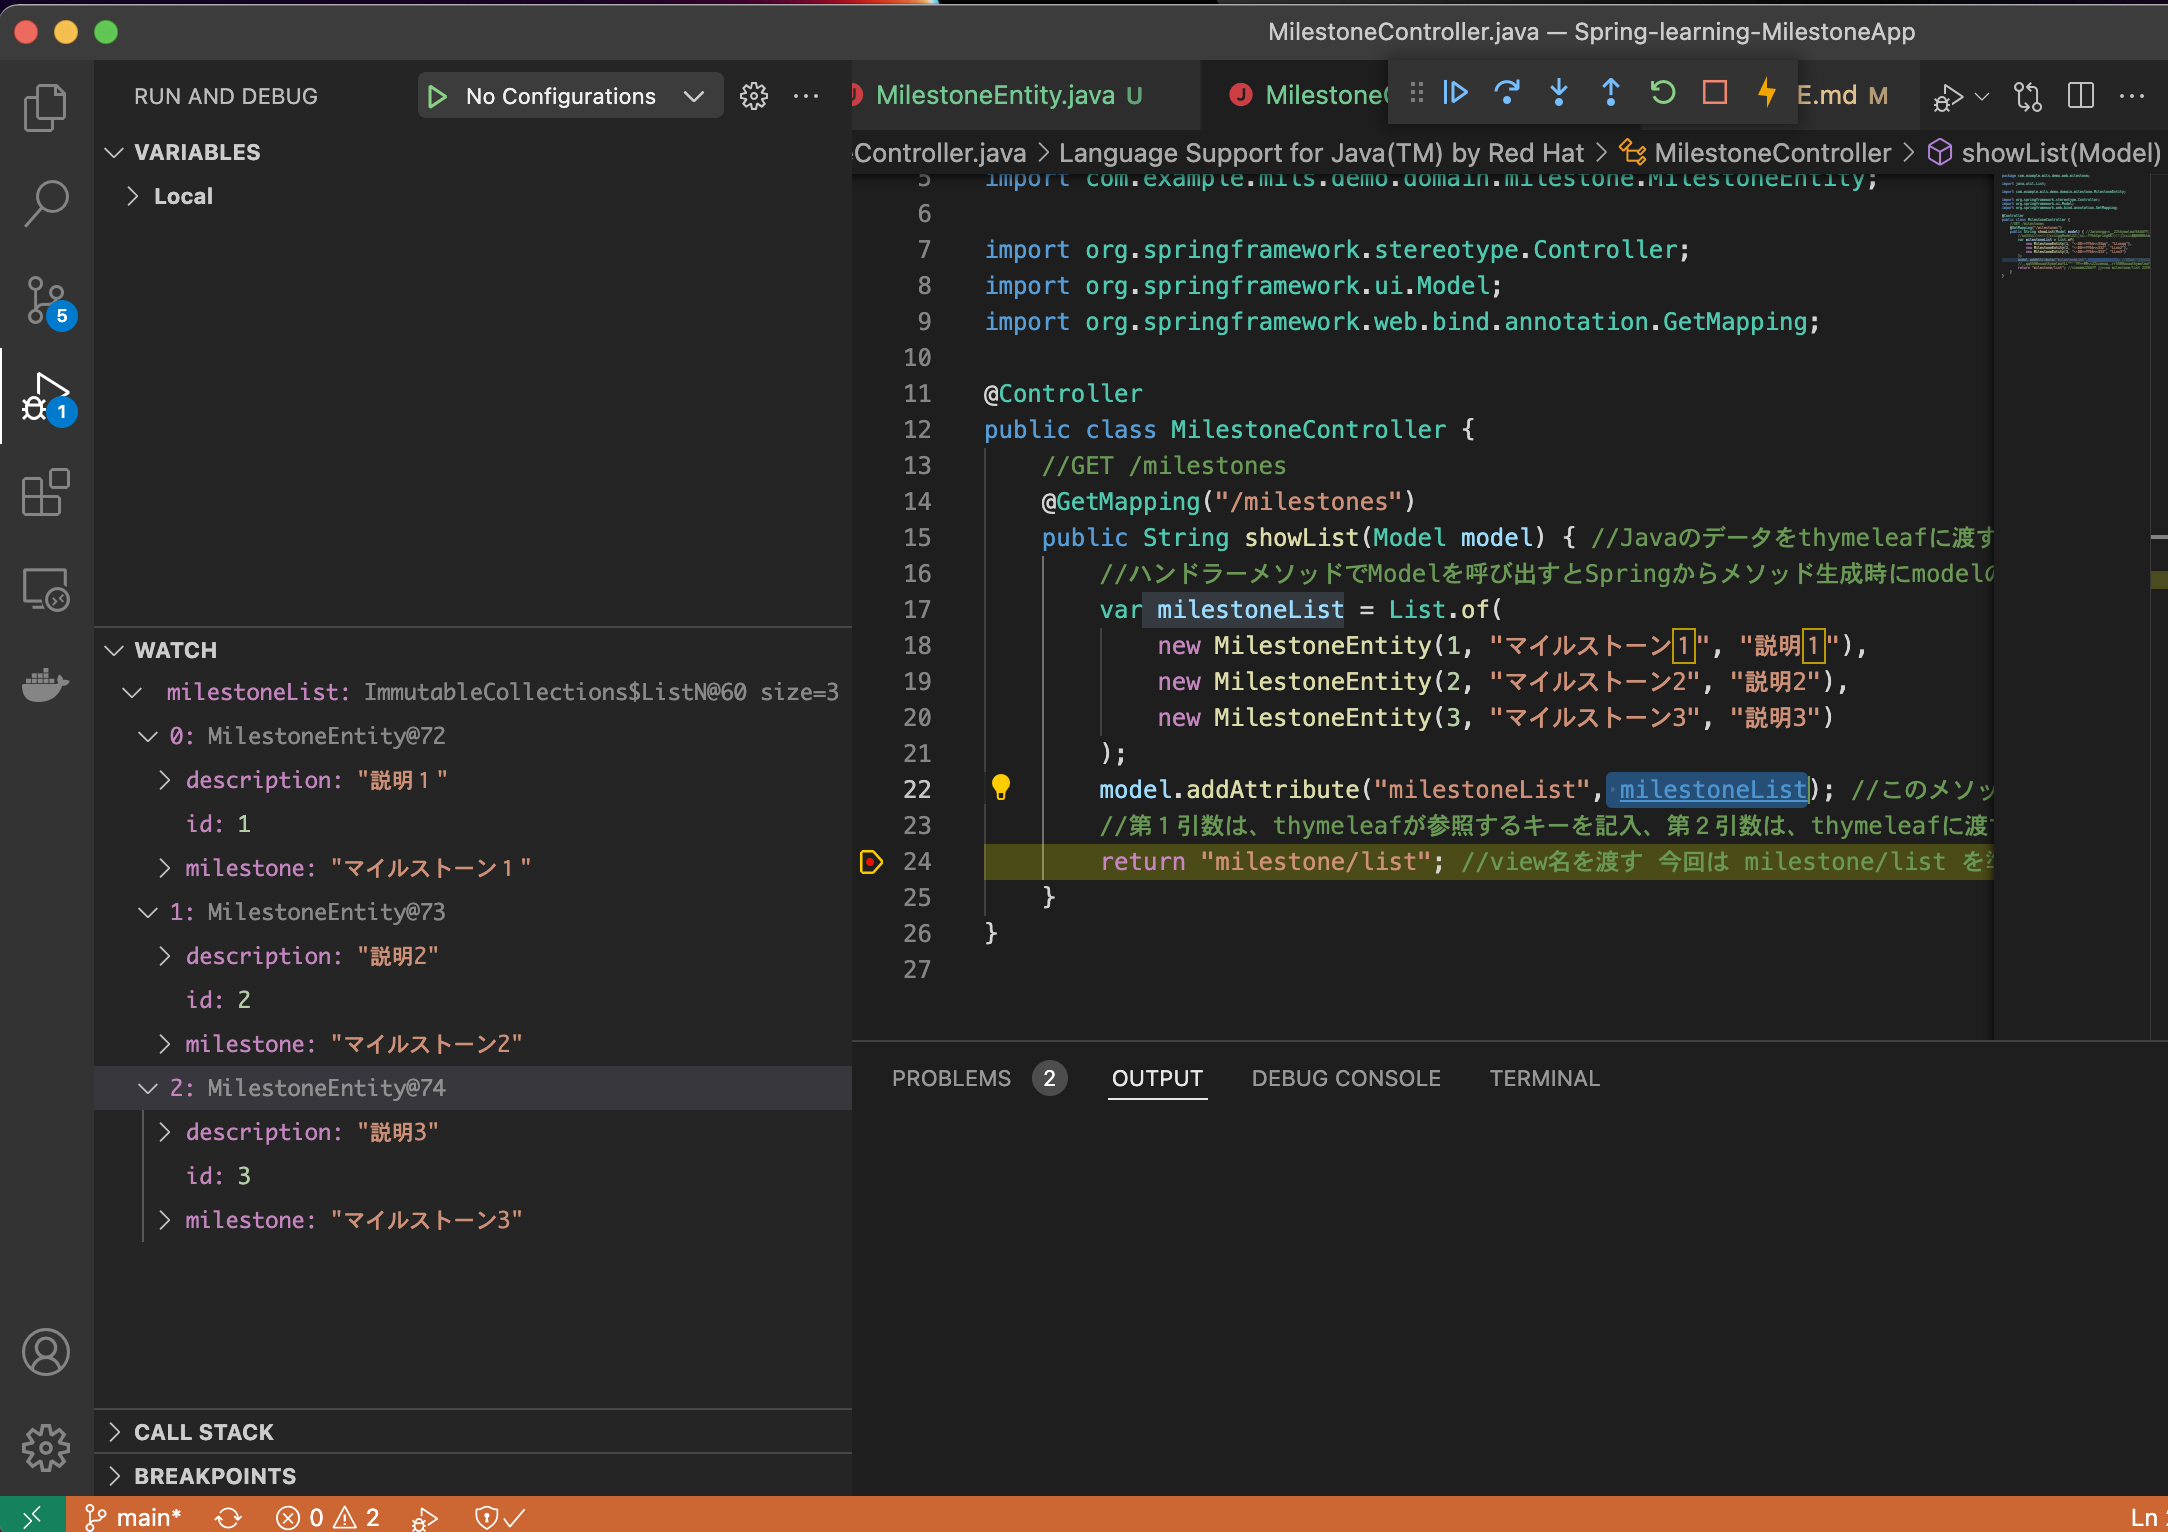 MilestoneController.java — Spring-learning-MilestoneApp
RUN AND DEBUG
No Configurations
MilestoneEntity.java U
Milestone
E.md M
Controller.java > Language Support for Java(TM) by Red Hat > MilestoneController > showList(Model)
VARIABLES
Local
5
1
WATCH
milestoneList: ImmutableCollections$ListN@60 size=3
0: MilestoneEntity@72
description: "説明１"
id: 1
milestone: "マイルストーン１"
1: MilestoneEntity@73
description: "説明2"
id: 2
milestone: "マイルストーン2"
2: MilestoneEntity@74
description: "説明3"
id: 3
milestone: "マイルストーン3"
CALL STACK
BREAKPOINTS
5 import com.example.mils.demo.domain.milestone.MilestoneEntity;
6
7 import org.springframework.stereotype.Controller;
8 import org.springframework.ui.Model;
9 import org.springframework.web.bind.annotation.GetMapping;
10
11 @Controller
12 public class MilestoneController {
13 //GET /milestones
14 @GetMapping("/milestones")
15 public String showList(Model model) { //Javaのデータをthymeleafに渡す
16 //ハンドラーメソッドでModelを呼び出すとSpringからメソッド生成時にmodelの
17 var milestoneList = List.of(
18 new MilestoneEntity(1, "マイルストーン１", "説明１"),
19 new MilestoneEntity(2, "マイルストーン2", "説明2"),
20 new MilestoneEntity(3, "マイルストーン3", "説明3")
21 );
22 model.addAttribute("milestoneList", milestoneList); //このメソッ
23 //第１引数は、thymeleafが参照するキーを記入、第２引数は、thymeleafに渡
24 return "milestone/list"; //view名を渡す 今回は milestone/list を
25 }
26 }
27
PROBLEMS 2 OUTPUT DEBUG CONSOLE TERMINAL
main* 0 2
Ln